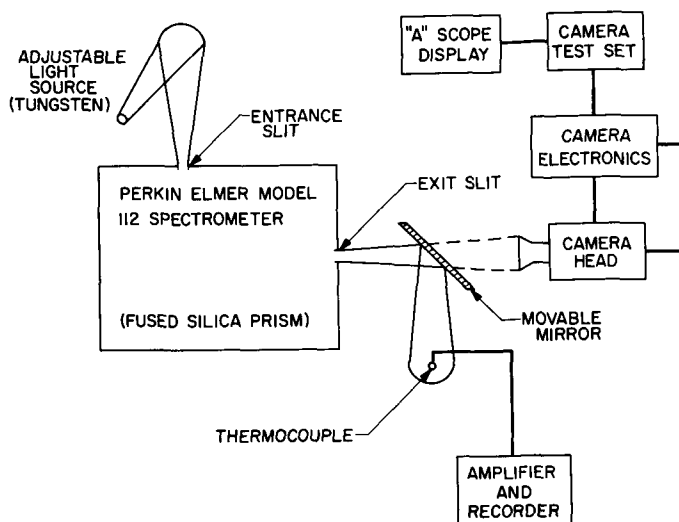 ADJUSTABLE
LIGHT
SOURCE
(TUNGSTEN)
ENTRANCE
SLIT
"A" SCOPE
DISPLAY
CAMERA
TEST SET
CAMERA
ELECTRONICS
PERKIN ELMER MODEL
112 SPECTROMETER
(FUSED SILICA PRISM)
EXIT SLIT
CAMERA
HEAD
MOVABLE
MIRROR
THERMOCOUPLE
AMPLIFIER
AND
RECORDER